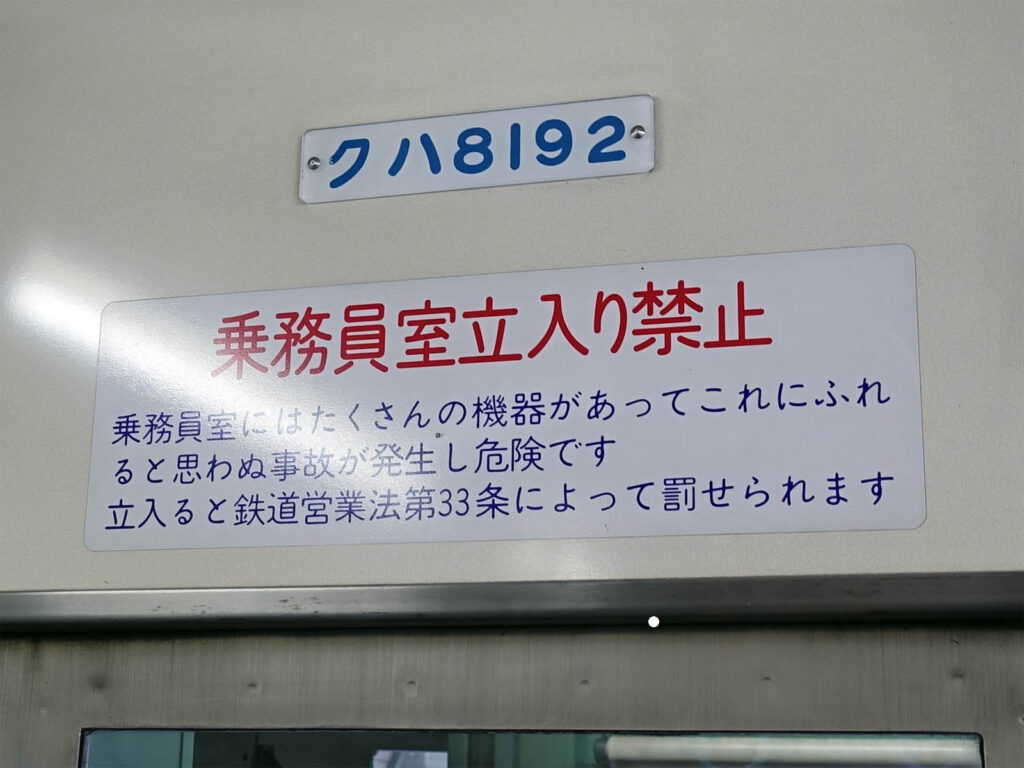 クハ8192
乗務員室立入り禁止
乗務員室にはたくさんの機器があってこれにふれ
ると思わぬ事故が発生し危険です
立入ると鉄道営業法第33条によって罰せられます